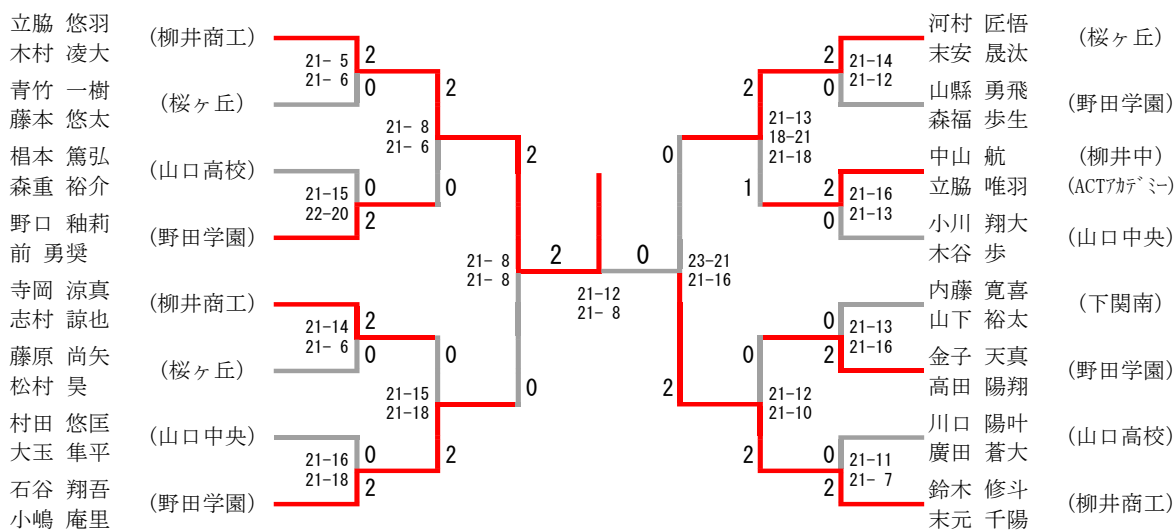 立脇 悠羽
木村 凌大
(柳井商工)
青竹 一樹
藤本 悠太
(桜ヶ丘)
21- 5
21- 6
2
0
椙本 篤弘
森重 裕介
(山口高校)
野口 釉莉
前 勇奨
(野田学園)
21-15
22-20
0
2
2
21- 8
21- 6
0
寺岡 涼真
志村 諒也
(柳井商工)
藤原 尚矢
松村 昊
(桜ヶ丘)
21-14
21- 6
2
0
村田 悠匡
大玉 隼平
(山口中央)
石谷 翔吾
小嶋 庵里
(野田学園)
21-16
21-18
0
2
0
21-15
21-18
2
2
21- 8
21- 8
0
2
0
21-12
21- 8
河村 匠悟
末安 晟汰
(桜ヶ丘)
山縣 勇飛
森福 歩生
(野田学園)
2
21-14
21-12
0
中山 航
(柳井中)
立脇 唯羽
(ACTアカデミー)
小川 翔大
木谷 歩
(山口中央)
2
21-16
21-13
0
2
21-13
18-21
21-18
1
内藤 寛喜
山下 裕太
(下関南)
金子 天真
高田 陽翔
(野田学園)
0
21-13
21-16
2
川口 陽叶
廣田 蒼大
(山口高校)
鈴木 修斗
末元 千陽
(柳井商工)
0
21-11
21- 7
2
0
21-12
21-10
2
0
23-21
21-16
2